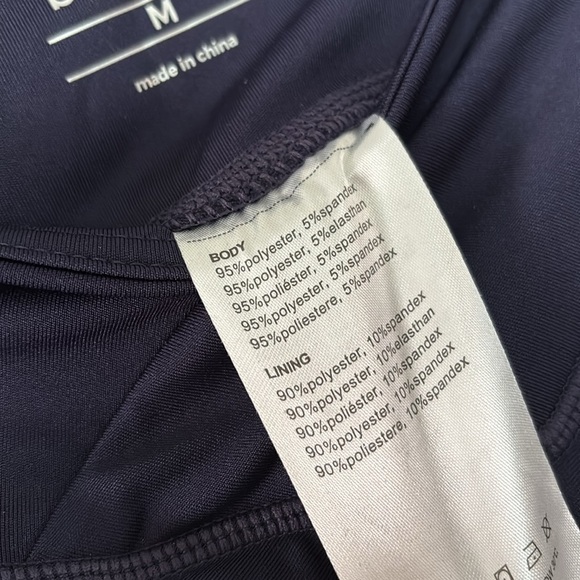 M
made in china
BODY
95%polyester, 5%spandex
95%polyester, 5%elasthan
95%poliéster, 5%spandex
95%polyester, 5%spandex
95%poliestere, 5%spandex
LINING
90%polyester, 10%spandex
90%polyester, 10%elasthan
90%poliéster, 10%spandex
90%polyester, 10%spandex
90%poliestere, 10%spandex